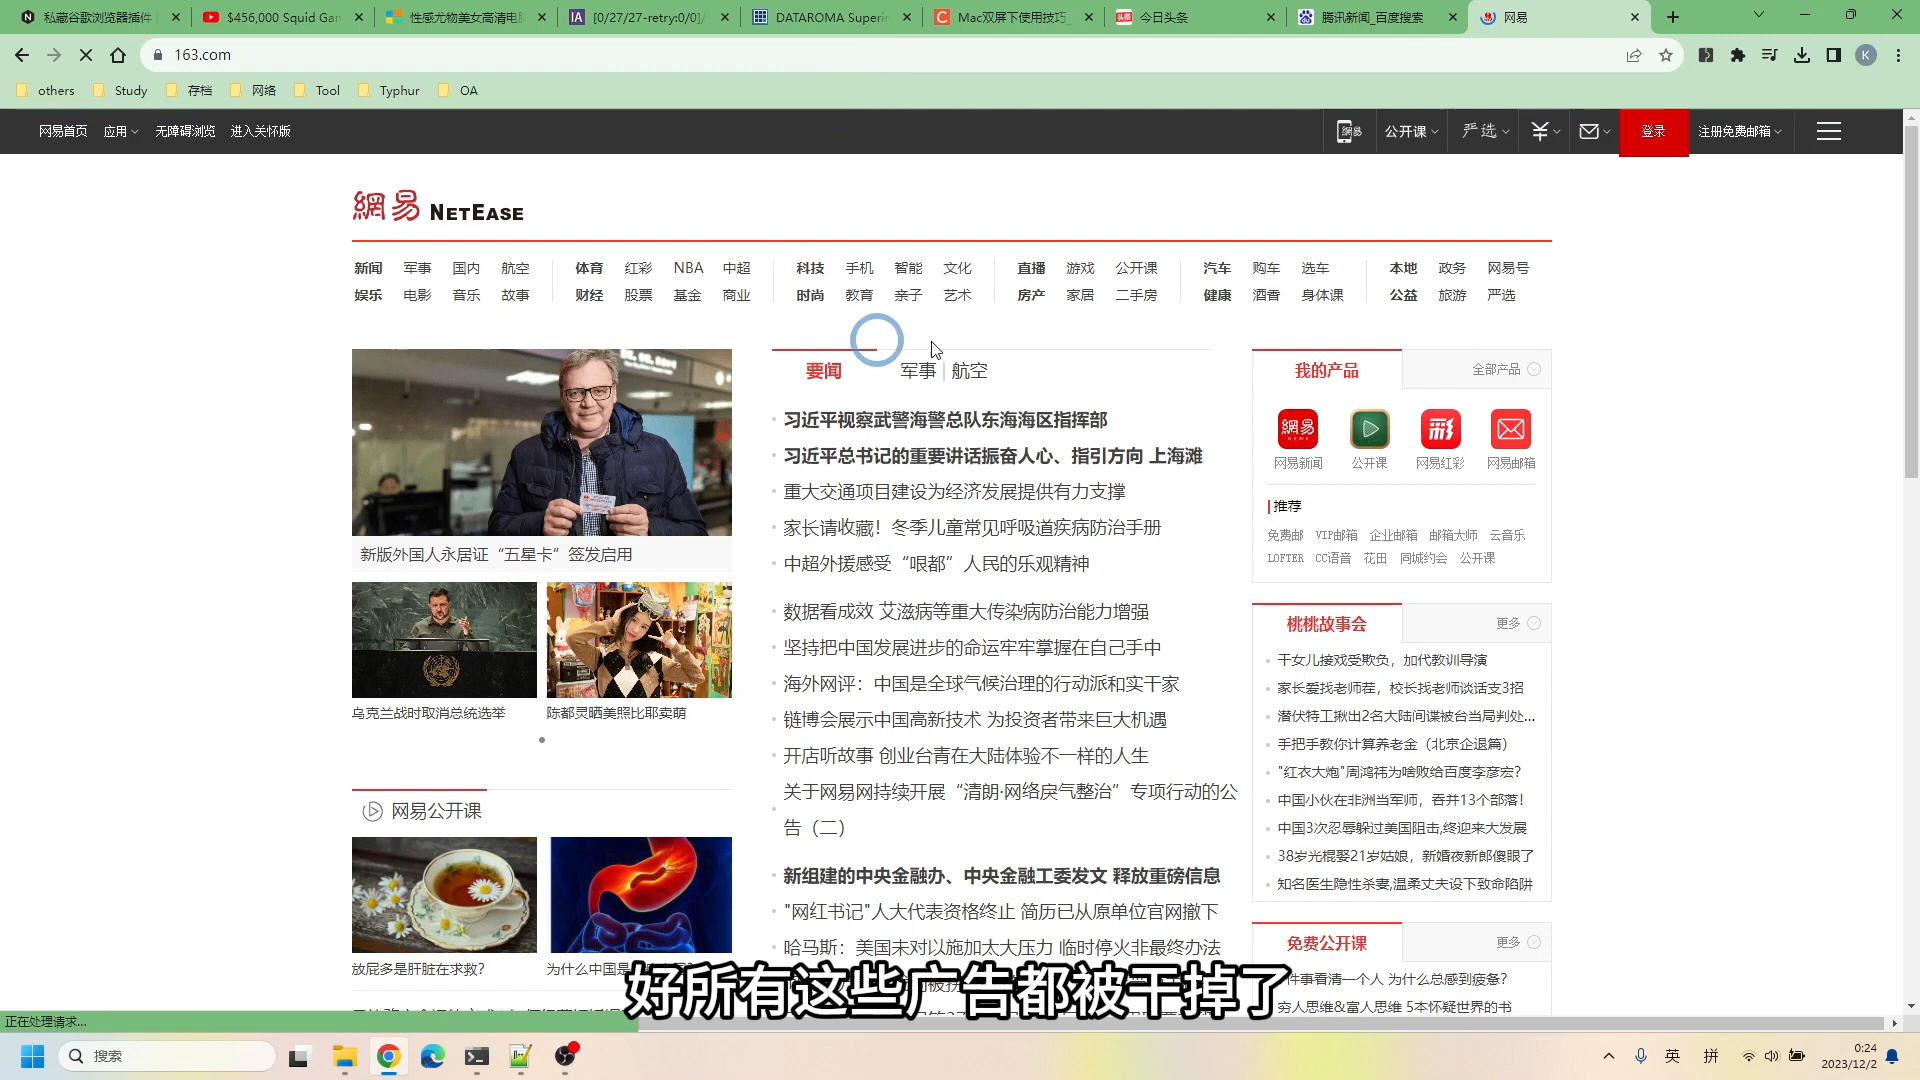 私藏谷歌浏览器插件
$456,000 Squid Gan
性感尤物美女高清电脑
[0/27/27-retry:0/0]/
DATAROMA Superin
Mac双屏下使用技巧_
今日头条
腾讯新闻_百度搜索
网易
163.com
K
others
Study
存档
网络
Tool
Typhur
OA
网易首页
应用
无障碍浏览
进入关怀版
公开课
严选
登录
注册免费邮箱
網易 NETEASE
新闻 军事 国内 航空 体育 红彩 NBA 中超 科技 手机 智能 文化 直播 游戏 公开课 汽车 购车 选车 本地 政务 网易号
娱乐 电影 音乐 故事 财经 股票 基金 商业 时尚 教育 亲子 艺术 房产 家居 二手房 健康 酒香 身体课 公益 旅游 严选
新版外国人永居证“五星卡”签发启用
乌克兰战时取消总统选举
陈都灵晒美照比耶卖萌
网易公开课
放屁多是肝脏在求救?
要闻
军事 | 航空
习近平视察武警海警总队东海海区指挥部
习近平总书记的重要讲话振奋人心、指引方向 上海滩
重大交通项目建设为经济发展提供有力支撑
家长请收藏！冬季儿童常见呼吸道疾病防治手册
中超外援感受“哏都”人民的乐观精神
数据看成效 艾滋病等重大传染病防治能力增强
坚持把中国发展进步的命运牢牢掌握在自己手中
海外网评：中国是全球气候治理的行动派和实干家
链博会展示中国高新技术 为投资者带来巨大机遇
开店听故事 创业台青在大陆体验不一样的人生
关于网易网持续开展“清朗·网络戾气整治”专项行动的公
告（二）
新组建的中央金融办、中央金融工委发文 释放重磅信息
"网红书记"人大代表资格终止 简历已从原单位官网撤下
哈马斯：美国未对以施加太大压力 临时停火非最终办法
我的产品
全部产品
網易
NEWS
彩
网易新闻
公开课
网易红彩
网易邮箱
推荐
免费邮 VIP邮箱 企业邮箱 邮箱大师 云音乐
LOFTER CC语音 花田 同城约会 公开课
桃桃故事会
更多
干女儿接戏受欺负，加代教训导演
家长爱找老师茬，校长找老师谈话支3招
潜伏特工揪出2名大陆间谍被台当局判处...
手把手教你计算养老金（北京企退篇）
"红衣大炮"周鸿祎为啥败给百度李彦宏?
中国小伙在非洲当军师，吞并13个部落！
中国3次忍辱躲过美国阻击,终迎来大发展
38岁光棍娶21岁姑娘，新婚夜新郎傻眼了
知名医生隐性杀妻,温柔丈夫设下致命陷阱
免费公开课
更多
件事看清一个人 为什么总感到疲惫?
穷人思维&富人思维 5本怀疑世界的书
为什么中国是
好所有这些广告都被干掉了
正在处理请求...
搜索
英
拼
0:24
2023/12/2